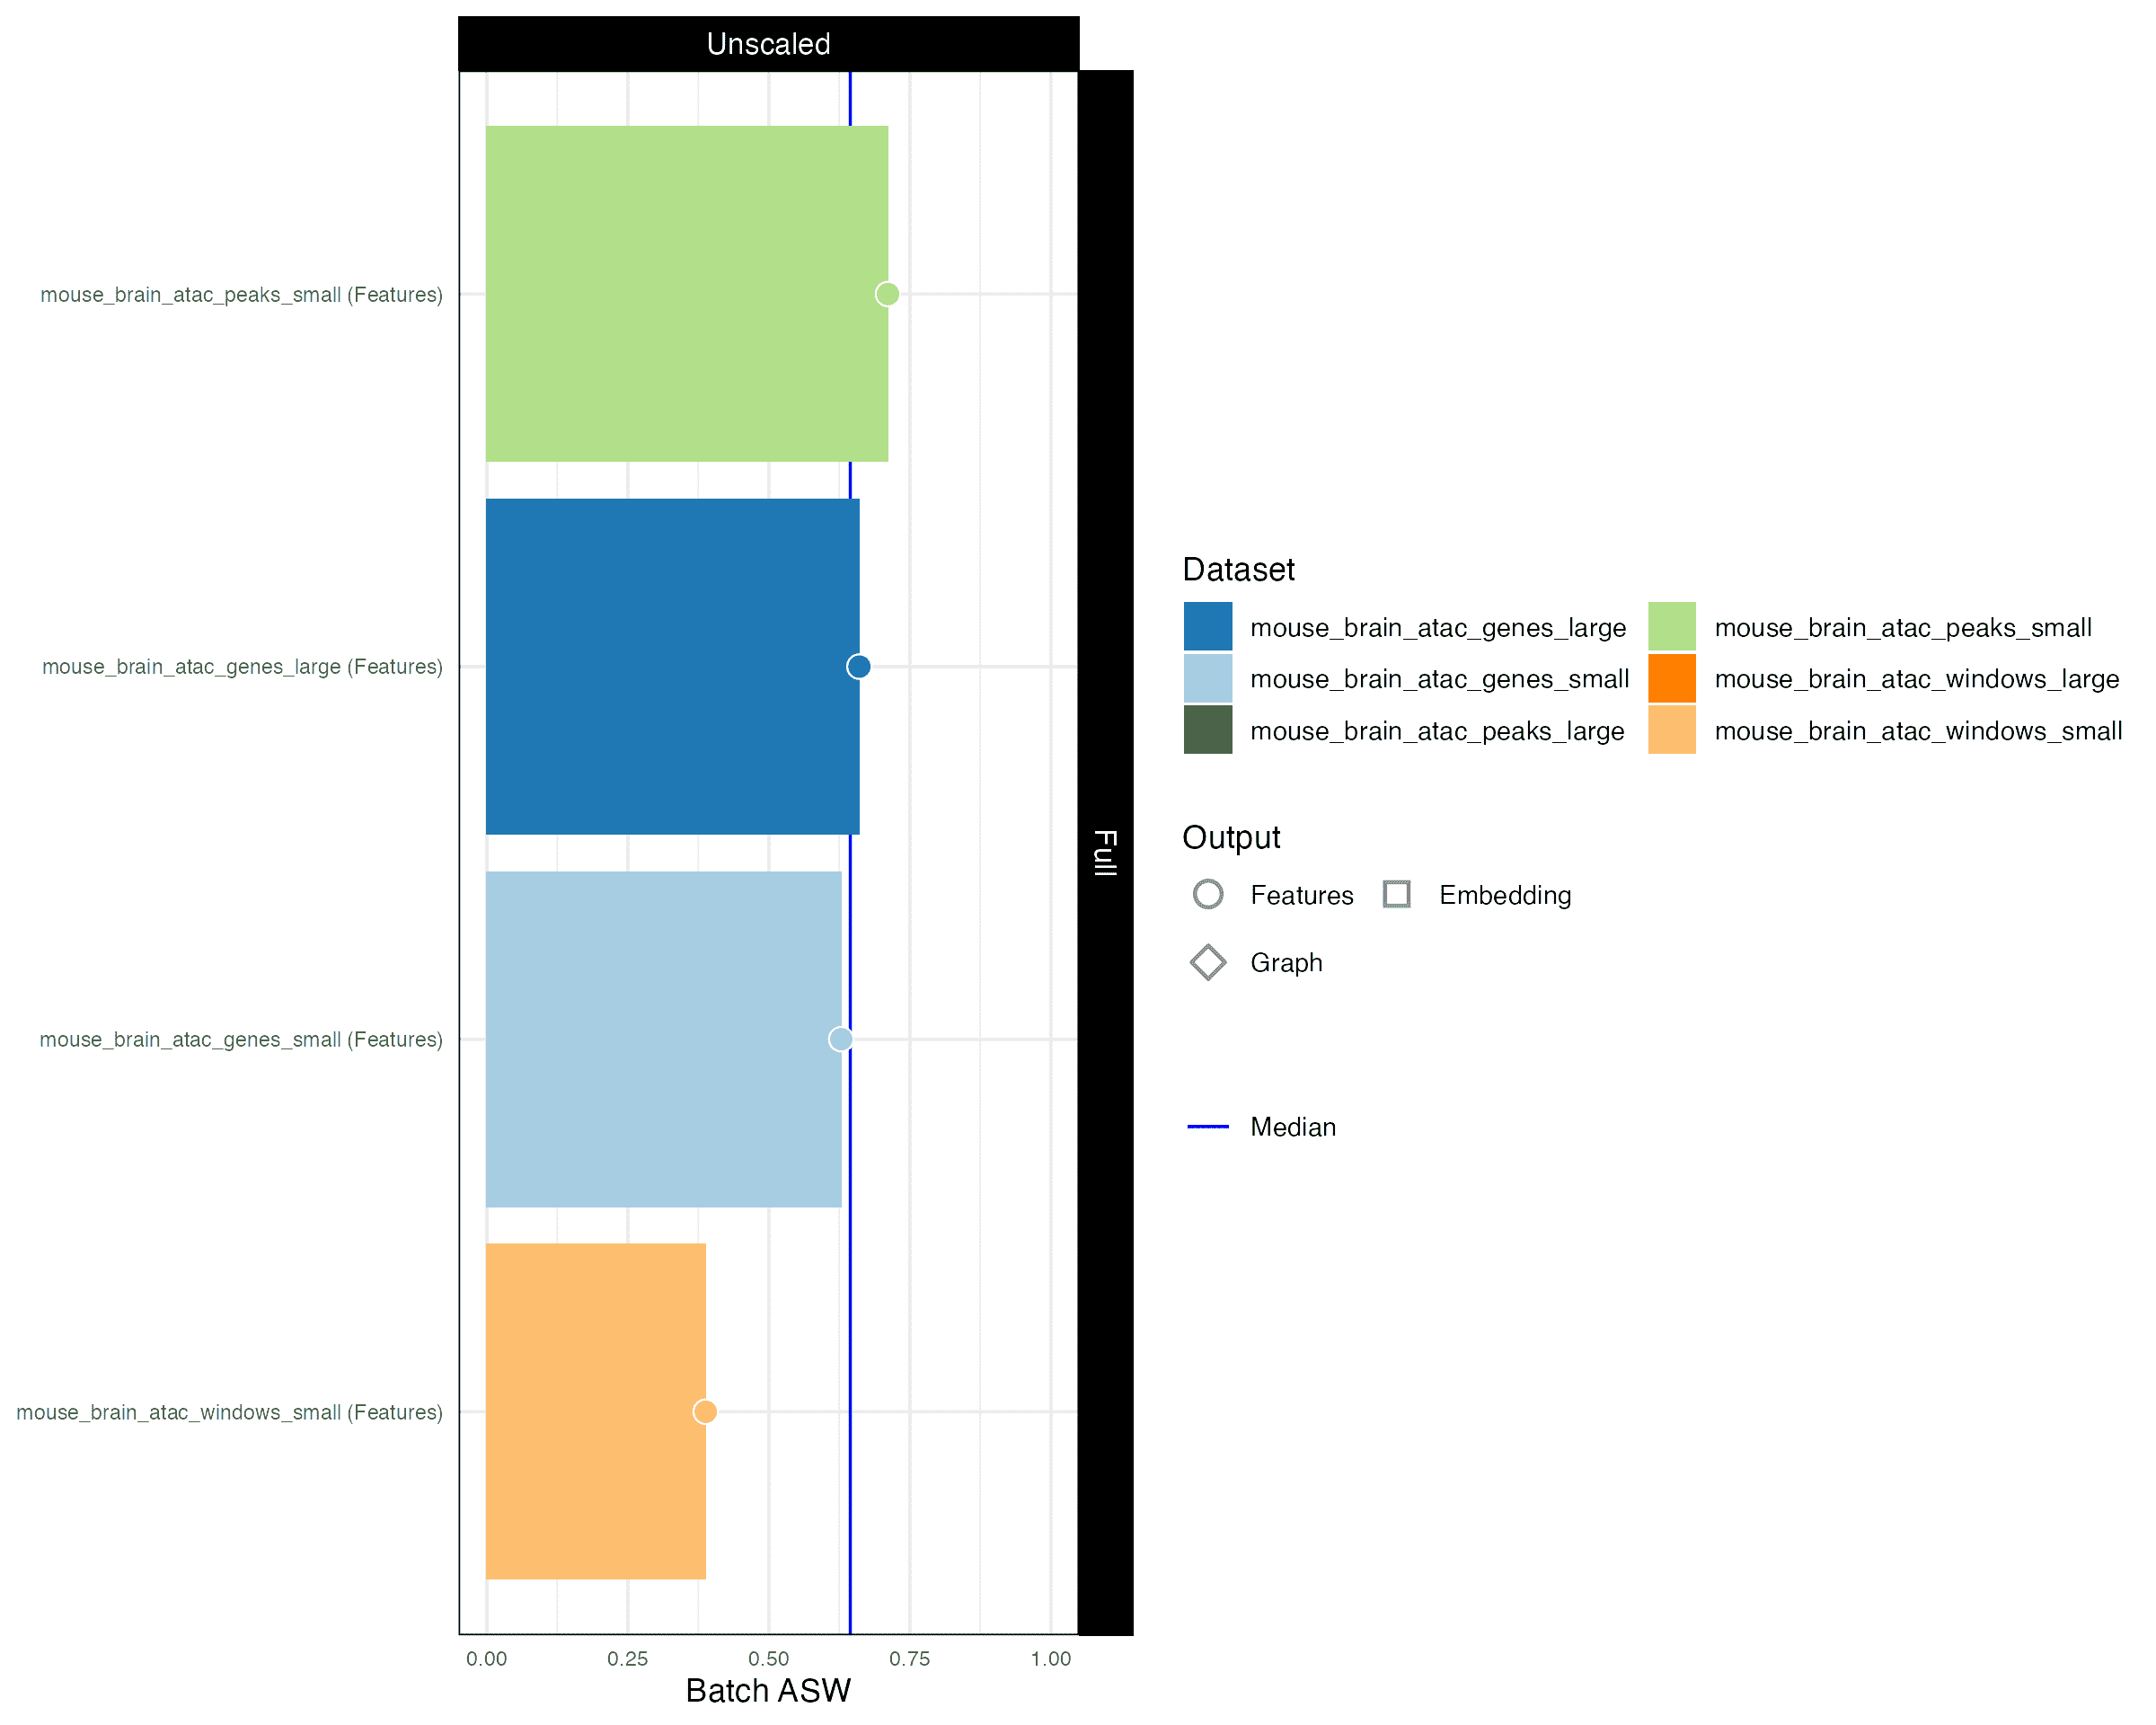 Unscaled
Full
mouse_brain_atac_peaks_small (Features)
mouse_brain_atac_genes_large (Features)
mouse_brain_atac_genes_small (Features)
mouse_brain_atac_windows_small (Features)
0.00 0.25 0.50 0.75 1.00
Batch ASW
Dataset
mouse_brain_atac_genes_large mouse_brain_atac_peaks_small
mouse_brain_atac_genes_small mouse_brain_atac_windows_large
mouse_brain_atac_peaks_large mouse_brain_atac_windows_small
Output
Features Embedding
Graph
Median